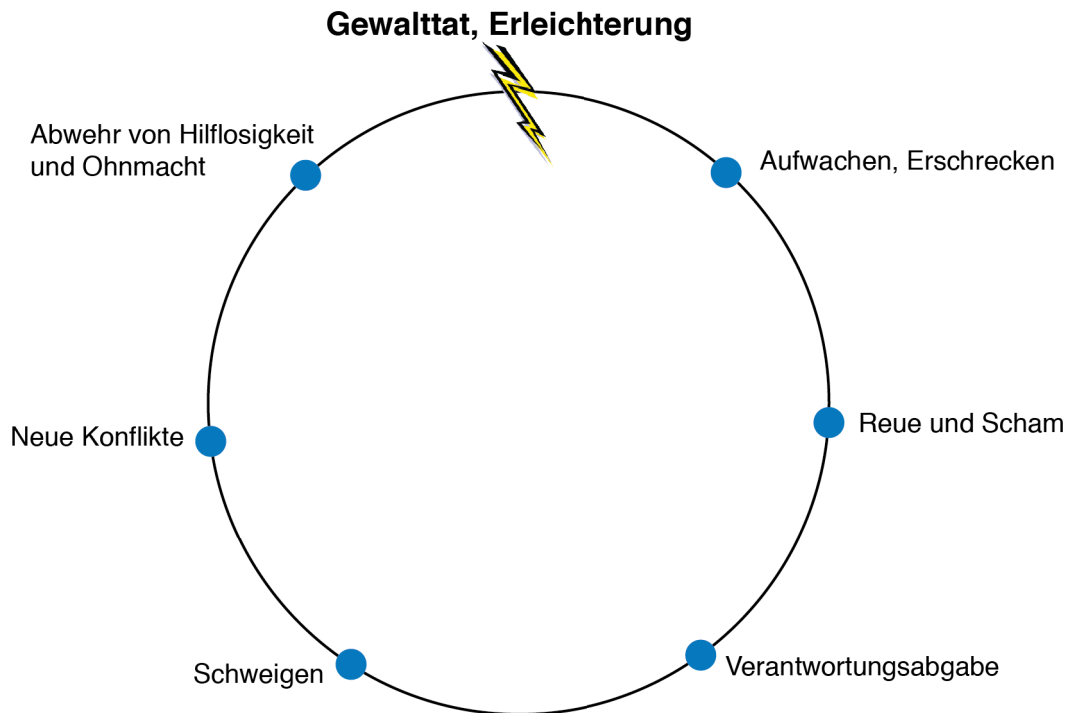 Gewalttat, Erleichterung
Abwehr von Hilflosigkeit
und Ohnmacht
Aufwachen, Erschrecken
Neue Konflikte
Reue und Scham
Schweigen
Verantwortungsabgabe